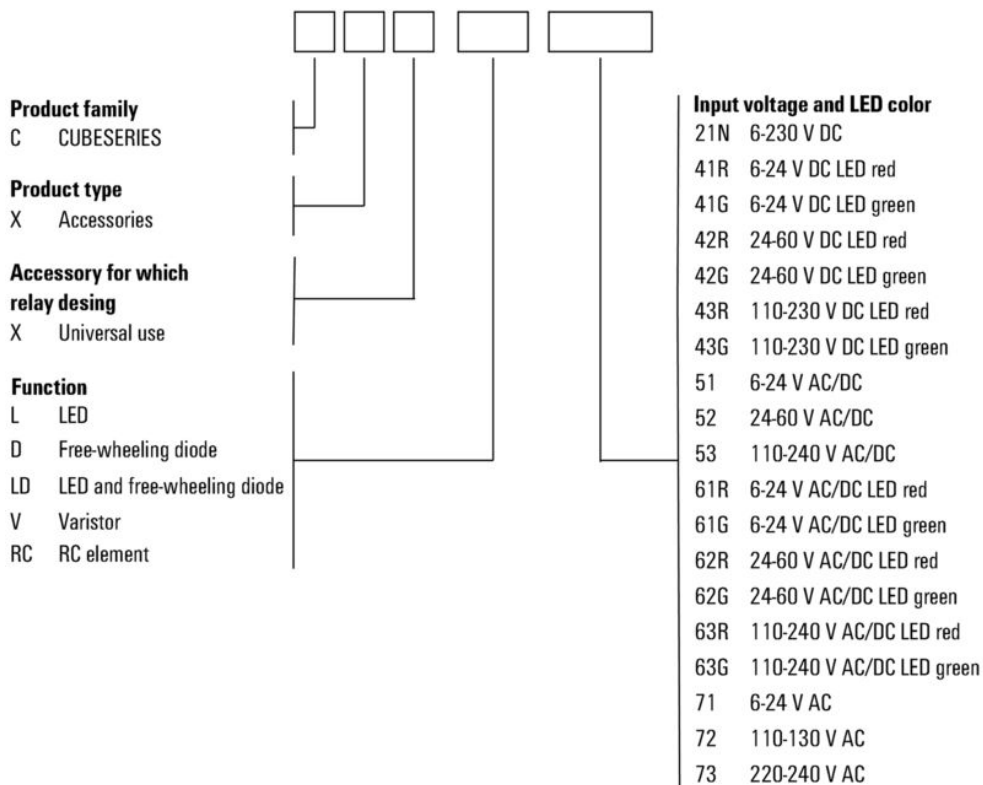 Product family
C CUBESERIES
Product type
X Accessories
Accessory for which
relay desing
X Universal use
Function
L LED
D Free-wheeling diode
LD LED and free-wheeling diode
V Varistor
RC RC element
Input voltage and LED color
21N 6-230 V DC
41R 6-24 V DC LED red
41G 6-24 V DC LED green
42R 24-60 V DC LED red
42G 24-60 V DC LED green
43R 110-230 V DC LED red
43G 110-230 V DC LED green
51 6-24 V AC/DC
52 24-60 V AC/DC
53 110-240 V AC/DC
61R 6-24 V AC/DC LED red
61G 6-24 V AC/DC LED green
62R 24-60 V AC/DC LED red
62G 24-60 V AC/DC LED green
63R 110-240 V AC/DC LED red
63G 110-240 V AC/DC LED green
71 6-24 V AC
72 110-130 V AC
73 220-240 V AC